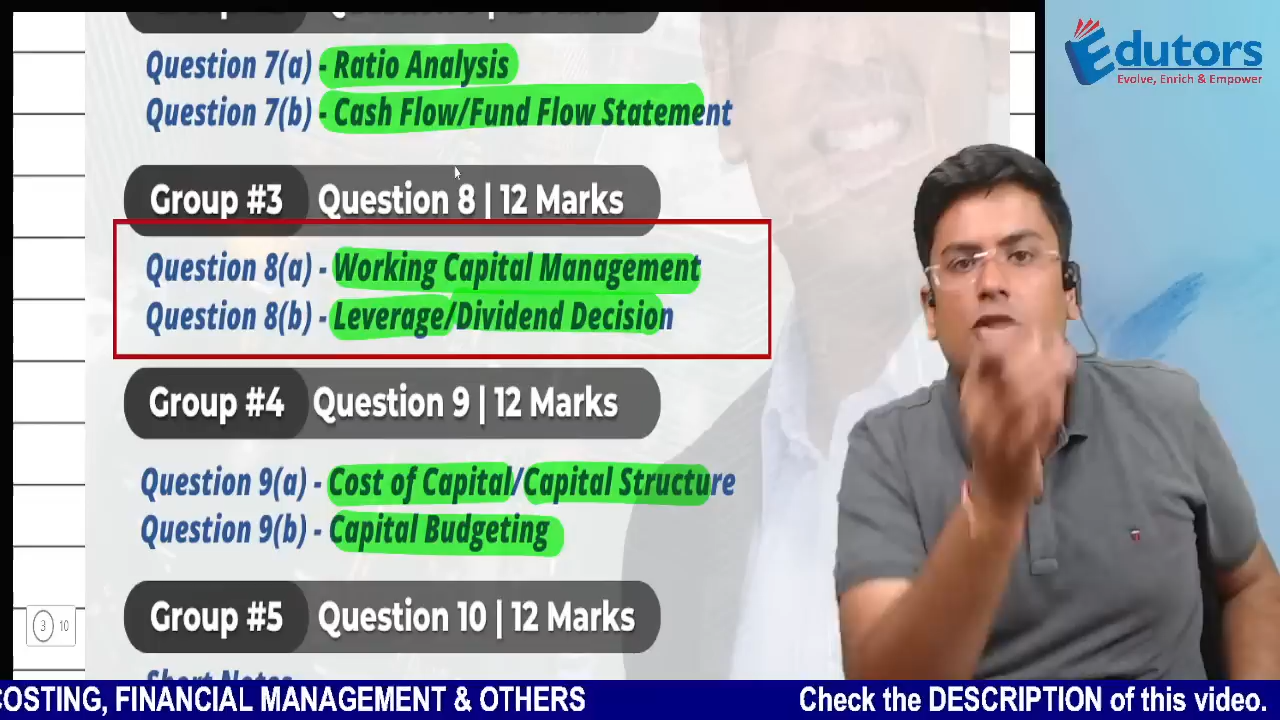 Question 7(a) - Ratio Analysis
Question 7(b) - Cash Flow/Fund Flow Statement
Group #3 Question 8 | 12 Marks
Question 8(a) - Working Capital Management
Question 8(b) - Leverage/Dividend Decision
Group #4 Question 9 | 12 Marks
Question 9(a) - Cost of Capital/Capital Structure
Question 9(b) - Capital Budgeting
Group #5 Question 10 | 12 Marks
Short Notes
3 10
Edutors
Evolve, Enrich & Empower
COSTING, FINANCIAL MANAGEMENT & OTHERS
Check the DESCRIPTION of this video.